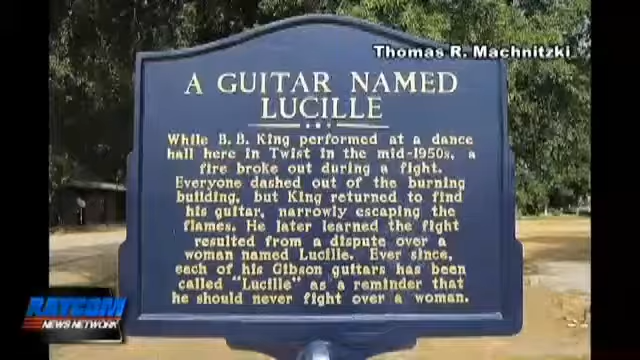 Thomas R. Machnitzki
A GUITAR NAMED
LUCILLE
While B. B. King performed at a dance
hall here in Twist in the mid-1950s, a
fire broke out during a fight.
Everyone dashed out of the burning
building, but King returned to find
his guitar, narrowly escaping the
flames. He later learned the fight
resulted from a dispute over a
woman named Lucille. Ever since,
each of his Gibson guitars has been
called "Lucille" as a reminder that
he should never fight over a woman.
RAYCOM
NEWS NETWORK